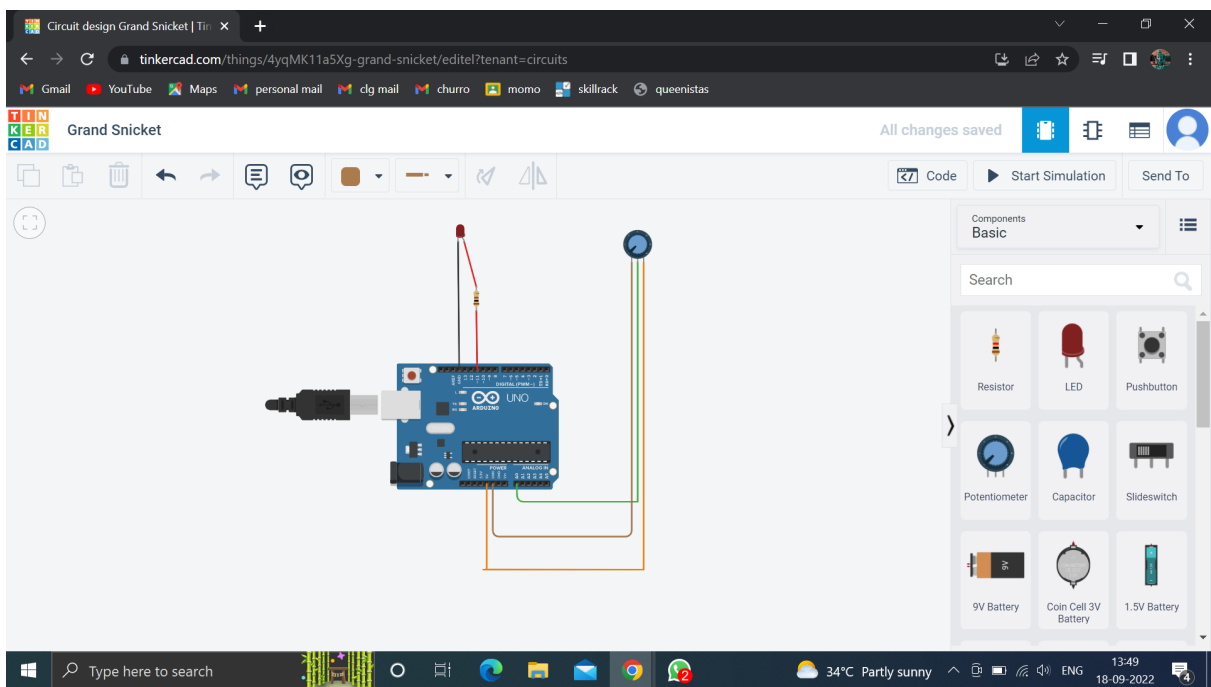 Circuit design Grand Snicket | Tin
tinkercad.com/things/4yqMK11a5Xg-grand-snicket/editel?tenant=circuits
Gmail YouTube Maps personal mail clg mail churro momo skillrack queenistas
TIN
KER
CAD
Grand Snicket
All changes saved
Code
Start Simulation
Send To
Components
Basic
Search
Resistor LED Pushbutton
Potentiometer Capacitor Slideswitch
9V
9V Battery Coin Cell 3V Battery 1.5V Battery
DIGITAL (PWM~)
UNO
ARDUINO
POWER ANALOG IN
Type here to search
2
34°C Partly sunny
ENG
13:49
18-09-2022
4